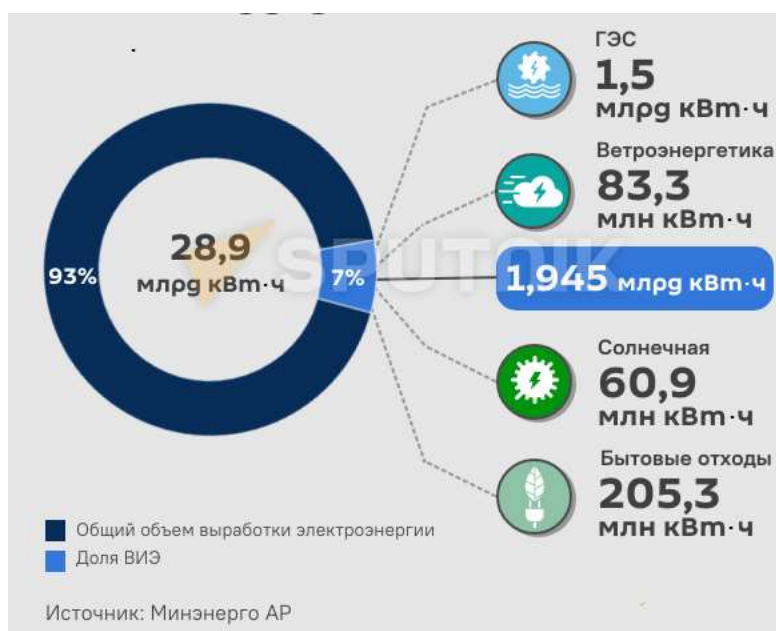 ГЭС
1,5
млрд кВт·ч
Ветроэнергетика
83,3
млн кВт·ч
93%
28,9
млрд кВт·ч
7%
SPUTNIK
1,945 млрд кВт·ч
Солнечная
60,9
млн кВт·ч
Бытовые отходы
205,3
млн кВт·ч
Общий объем выработки электроэнергии
Доля ВИЭ
Источник: Минэнерго АР